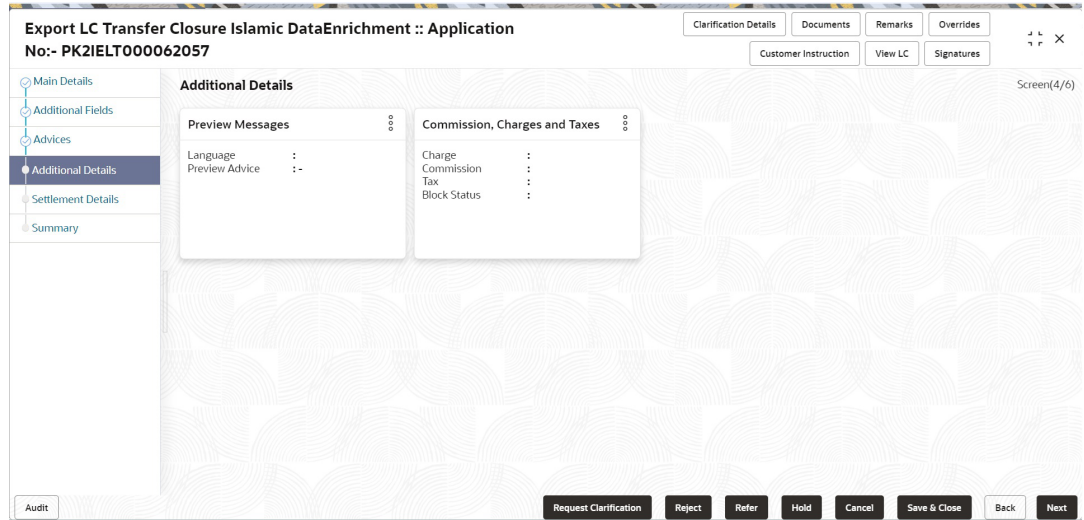 Export LC Transfer Closure Islamic DataEnrichment :: Application
No:- PK2IELT000062057
Clarification Details
Documents
Remarks
Overrides
Customer Instruction
View LC
Signatures
Main Details
Additional Fields
Advices
Additional Details
Settlement Details
Summary
Additional Details
Screen(4/6)
Preview Messages
Language :
Preview Advice : -
Commission, Charges and Taxes
Charge :
Commission :
Tax :
Block Status :
Audit
Request Clarification
Reject
Refer
Hold
Cancel
Save & Close
Back
Next